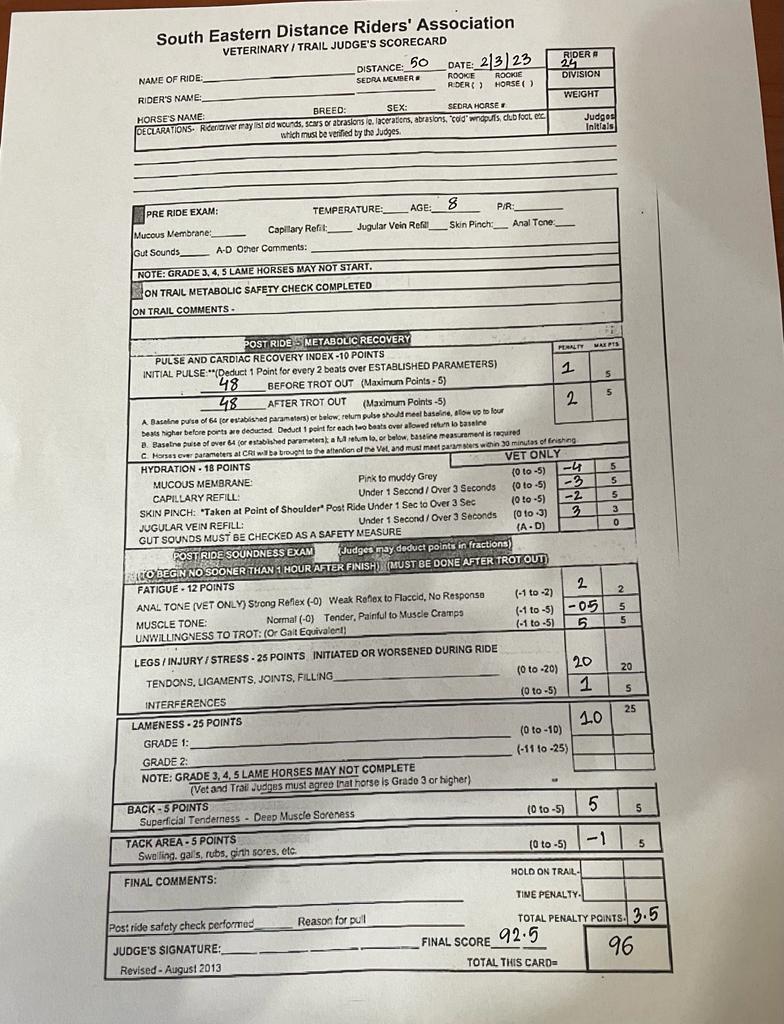 South Eastern Distance Riders' Association
VETERINARY / TRAIL JUDGE'S SCORECARD
NAME OF RIDE: DISTANCE: 50 DATE: 2/3/23 RIDER # 24
SEDRA MEMBER # ROOKIE RIDER ( ) ROOKIE HORSE ( ) DIVISION
RIDER'S NAME: WEIGHT
HORSE'S NAME: BREED: SEX: SEDRA HORSE #
DECLARATIONS- Rider/driver may list old wounds, scars or abrasions ie. lacerations, abrasions, "cold" windpuffs, club foot, etc. Judges Initials
which must be verified by the Judges.
PRE RIDE EXAM: TEMPERATURE: AGE: 8 P/R:
Mucous Membrane: Capillary Refill: Jugular Vein Refill Skin Pinch: Anal Tone:
Gut Sounds A-D Other Comments:
NOTE: GRADE 3, 4, 5 LAME HORSES MAY NOT START.
ON TRAIL METABOLIC SAFETY CHECK COMPLETED
ON TRAIL COMMENTS -
POST RIDE - METABOLIC RECOVERY PENALTY MAX PTS
PULSE AND CARDIAC RECOVERY INDEX -10 POINTS
INITIAL PULSE:**(Deduct 1 Point for every 2 beats over ESTABLISHED PARAMETERS)
48 BEFORE TROT OUT (Maximum Points - 5) 1 5
48 AFTER TROT OUT (Maximum Points -5) 2 5
A. Baseline pulse of 64 (or established parameters) or below; return pulse should meet baseline, allow up to four
beats higher before points are deducted. Deduct 1 point for each two beats over allowed return to baseline
B. Baseline pulse of over 64 (or established parameters); a full return to, or below, baseline measurement is required
C. Horses over parameters at CRI will be brought to the attention of the Vet, and must meet parameters within 30 minutes of finishing.
HYDRATION - 18 POINTS VET ONLY
MUCOUS MEMBRANE: Pink to muddy Grey (0 to -5) -4 5
CAPILLARY REFILL: Under 1 Second / Over 3 Seconds (0 to -5) -3 5
SKIN PINCH: *Taken at Point of Shoulder* Post Ride Under 1 Sec to Over 3 Sec (0 to -5) -2 5
JUGULAR VEIN REFILL: Under 1 Second / Over 3 Seconds (0 to -3) 3 3
GUT SOUNDS MUST BE CHECKED AS A SAFETY MEASURE (A - D) 0
POST RIDE SOUNDNESS EXAM (Judges may deduct points in fractions)
(TO BEGIN NO SOONER THAN 1 HOUR AFTER FINISH) (MUST BE DONE AFTER TROT OUT)
FATIGUE - 12 POINTS
ANAL TONE (VET ONLY) Strong Reflex (-0) Weak Reflex to Flaccid, No Response (-1 to -2) 2 2
MUSCLE TONE: Normal (-0) Tender, Painful to Muscle Cramps (-1 to -5) -05 5
UNWILLINGNESS TO TROT: (Or Gait Equivalent) (-1 to -5) 5 5
LEGS / INJURY / STRESS - 25 POINTS INITIATED OR WORSENED DURING RIDE
TENDONS, LIGAMENTS, JOINTS, FILLING (0 to -20) 20 20
INTERFERENCES (0 to -5) 1 5
LAMENESS - 25 POINTS 10 25
GRADE 1: (0 to -10)
GRADE 2: (-11 to -25)
NOTE: GRADE 3, 4, 5 LAME HORSES MAY NOT COMPLETE
(Vet and Trail Judges must agree that horse is Grade 3 or higher)
BACK - 5 POINTS
Superficial Tenderness - Deep Muscle Soreness (0 to -5) 5 5
TACK AREA - 5 POINTS
Swelling, galls, rubs, girth sores, etc. (0 to -5) -1 5
FINAL COMMENTS: HOLD ON TRAIL-
TIME PENALTY-
Post ride safety check performed Reason for pull TOTAL PENALTY POINTS- 3.5
JUDGE'S SIGNATURE: FINAL SCORE 92.5
Revised - August 2013 TOTAL THIS CARD= 96